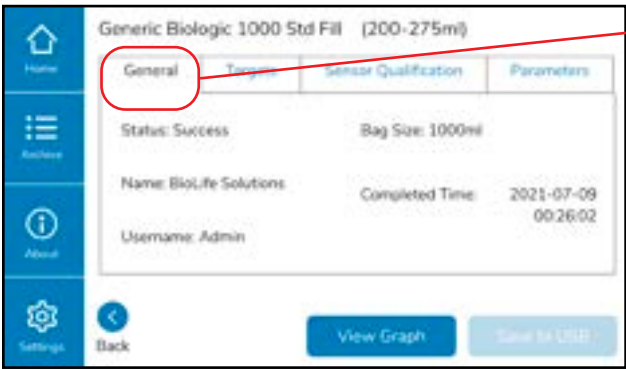 Generic Biologic 1000 Std Fill (200-275ml)
Home
General Targets Sensor Qualification Parameters
Status: Success Bag Size: 1000ml
Archive
Name: BioLife Solutions
Completed Time: 2021-07-09
00:26:02
Username: Admin
About
Settings
Back
View Graph Save to USB